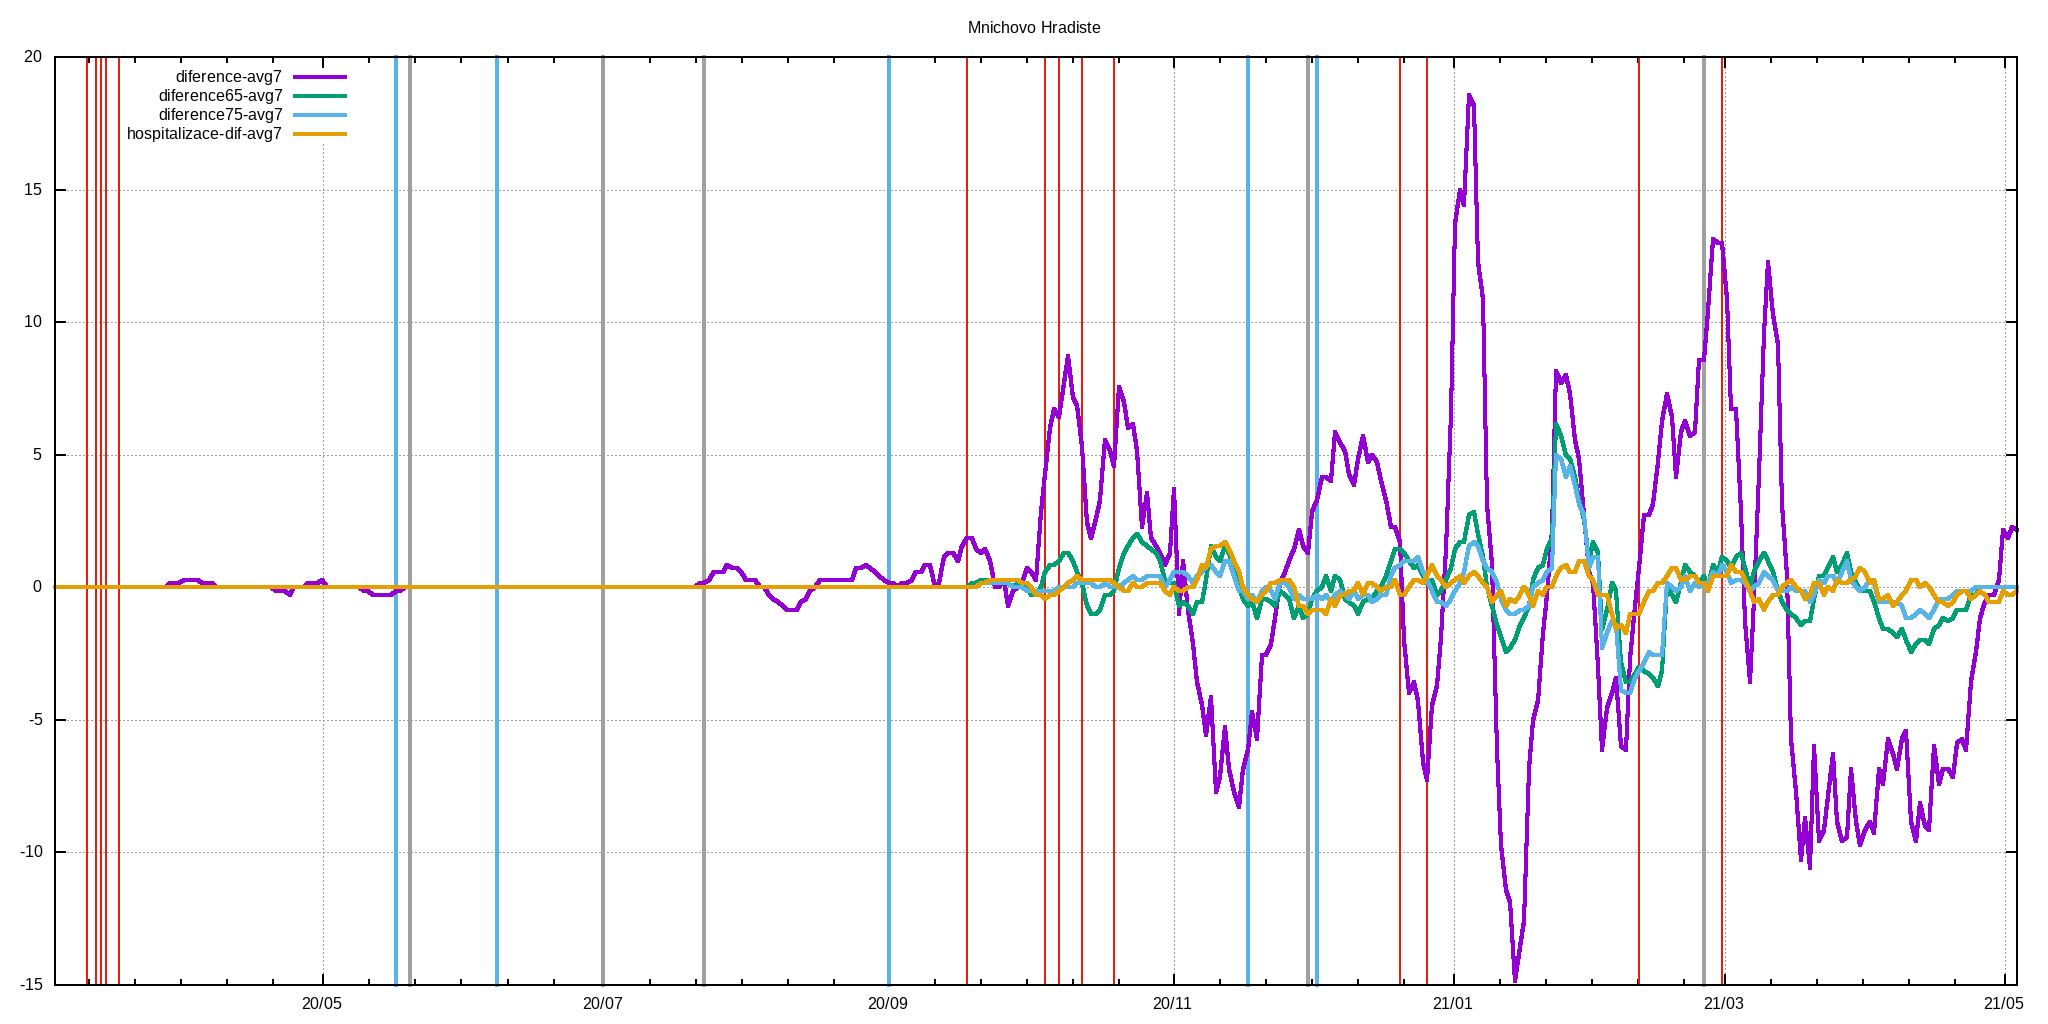 Mnichovo Hradiste
20
15
10
5
0
-5
-10
-15
diference-avg7
diference65-avg7
diference75-avg7
hospitalizace-dif-avg7
20/05 20/07 20/09 20/11 21/01 21/03 21/05